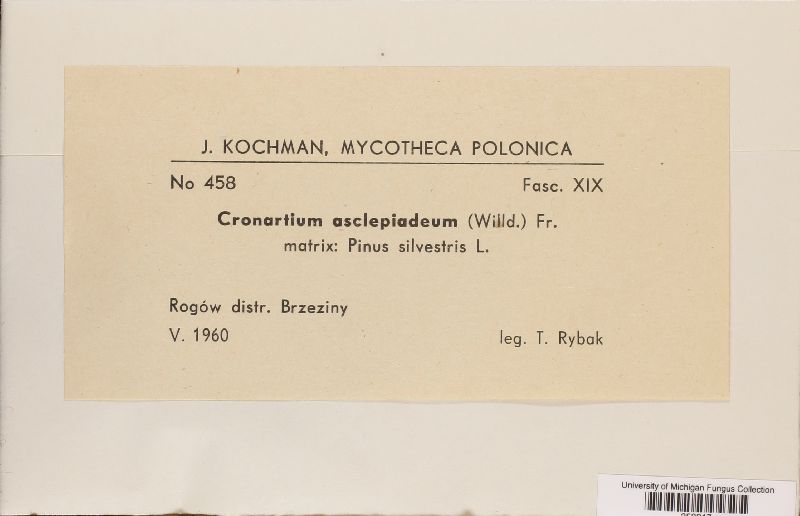 J. KOCHMAN, MYCOTHECA POLONICA
No 458 Fasc. XIX
Cronartium asclepiadeum (Willd.) Fr.
matrix: Pinus silvestris L.
Rogów distr. Brzeziny
V. 1960 leg. T. Rybak
University of Michigan Fungus Collection